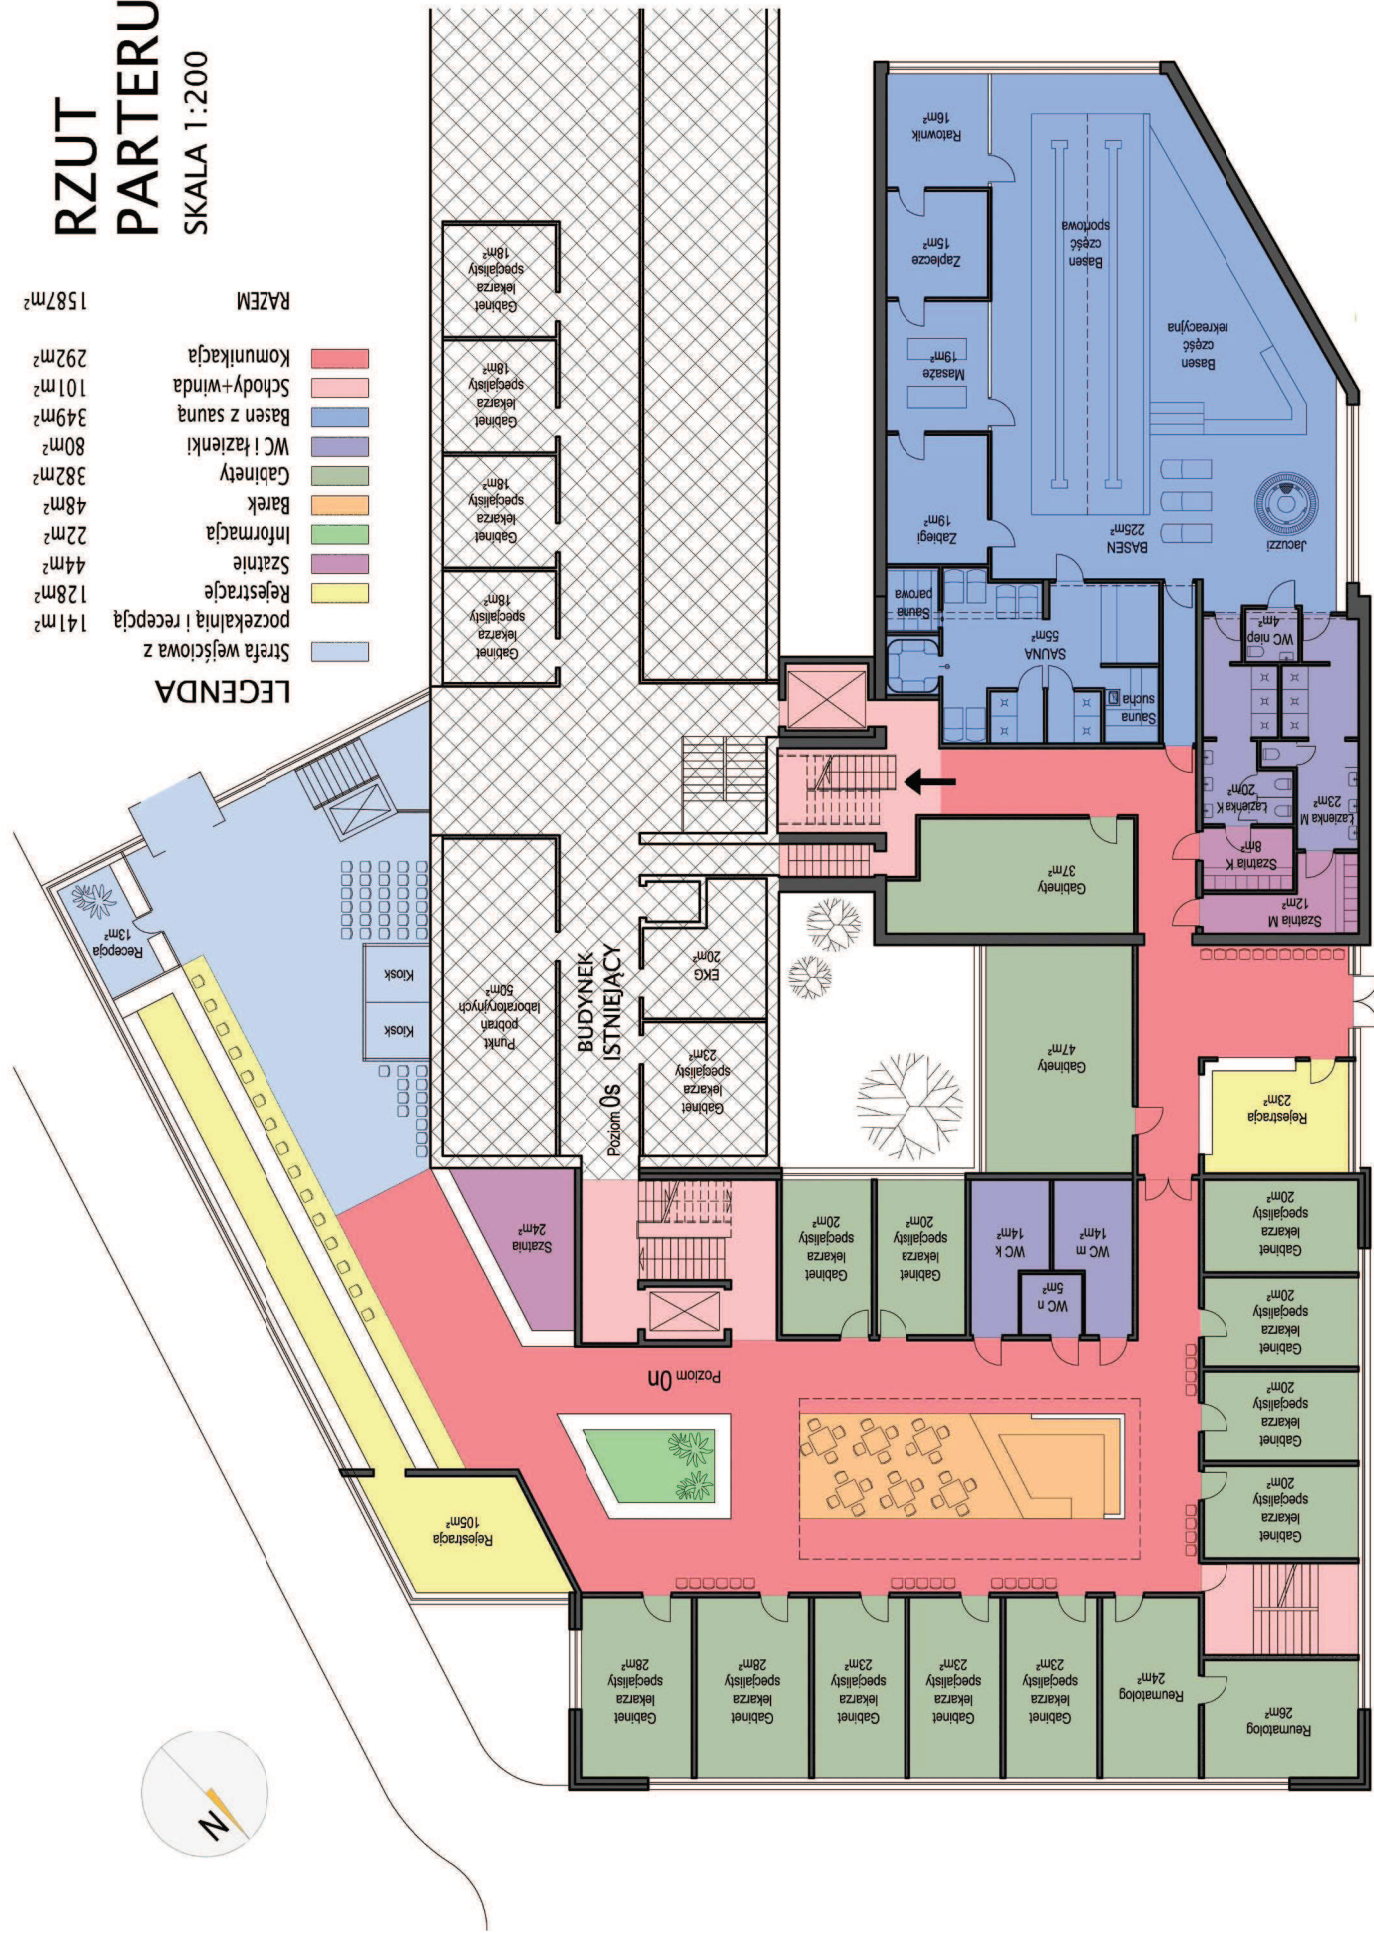 RZUT
PARTERU
SKALA 1:200
LEGENDA
Strefa wejściowa z
poczekalnią i recepcją 141m²
Rejestracje 128m²
Szatnie 44m²
Informacja 22m²
Barek 48m²
Gabinety 382m²
WC i łazienki 80m²
Basen z sauną 349m²
Schody+winda 101m²
Komunikacja 292m²
RAZEM 1587m²
N
Reumatolog
26m²
Reumatolog
24m²
Gabinet
lekarza
specjalisty
23m²
Gabinet
lekarza
specjalisty
23m²
Gabinet
lekarza
specjalisty
23m²
Gabinet
lekarza
specjalisty
28m²
Gabinet
lekarza
specjalisty
28m²
Gabinet
lekarza
specjalisty
20m²
Gabinet
lekarza
specjalisty
20m²
Gabinet
lekarza
specjalisty
20m²
Gabinet
lekarza
specjalisty
20m²
Rejestracja
105m²
Poziom 0n
WC m
14m²
WC n
5m²
WC k
14m²
Gabinet
lekarza
specjalisty
20m²
Gabinet
lekarza
specjalisty
20m²
Szatnia
24m²
Rejestracja
23m²
Gabinety
47m²
Gabinety
37m²
Gabinet
lekarza
specjalisty
23m²
EKG
20m²
Poziom 0s
BUDYNEK
ISTNIEJĄCY
Punkt
pobrań
laboratoryjnych
50m²
Kiosk
Kiosk
Recepcja
13m²
Szatnia M
12m²
Szatnia K
8m²
Łazienka M
23m²
Łazienka K
20m²
WC niep
4m²
Sauna
sucha
SAUNA
55m²
Sauna
parowa
Jacuzzi
BASEN
225m²
Zabiegi
19m²
Masaże
19m²
Zaplecze
15m²
Ratownik
16m²
Basen
część
rekreacyjna
Basen
część
sportowa
Gabinet
lekarza
specjalisty
18m²
Gabinet
lekarza
specjalisty
18m²
Gabinet
lekarza
specjalisty
18m²
Gabinet
lekarza
specjalisty
18m²